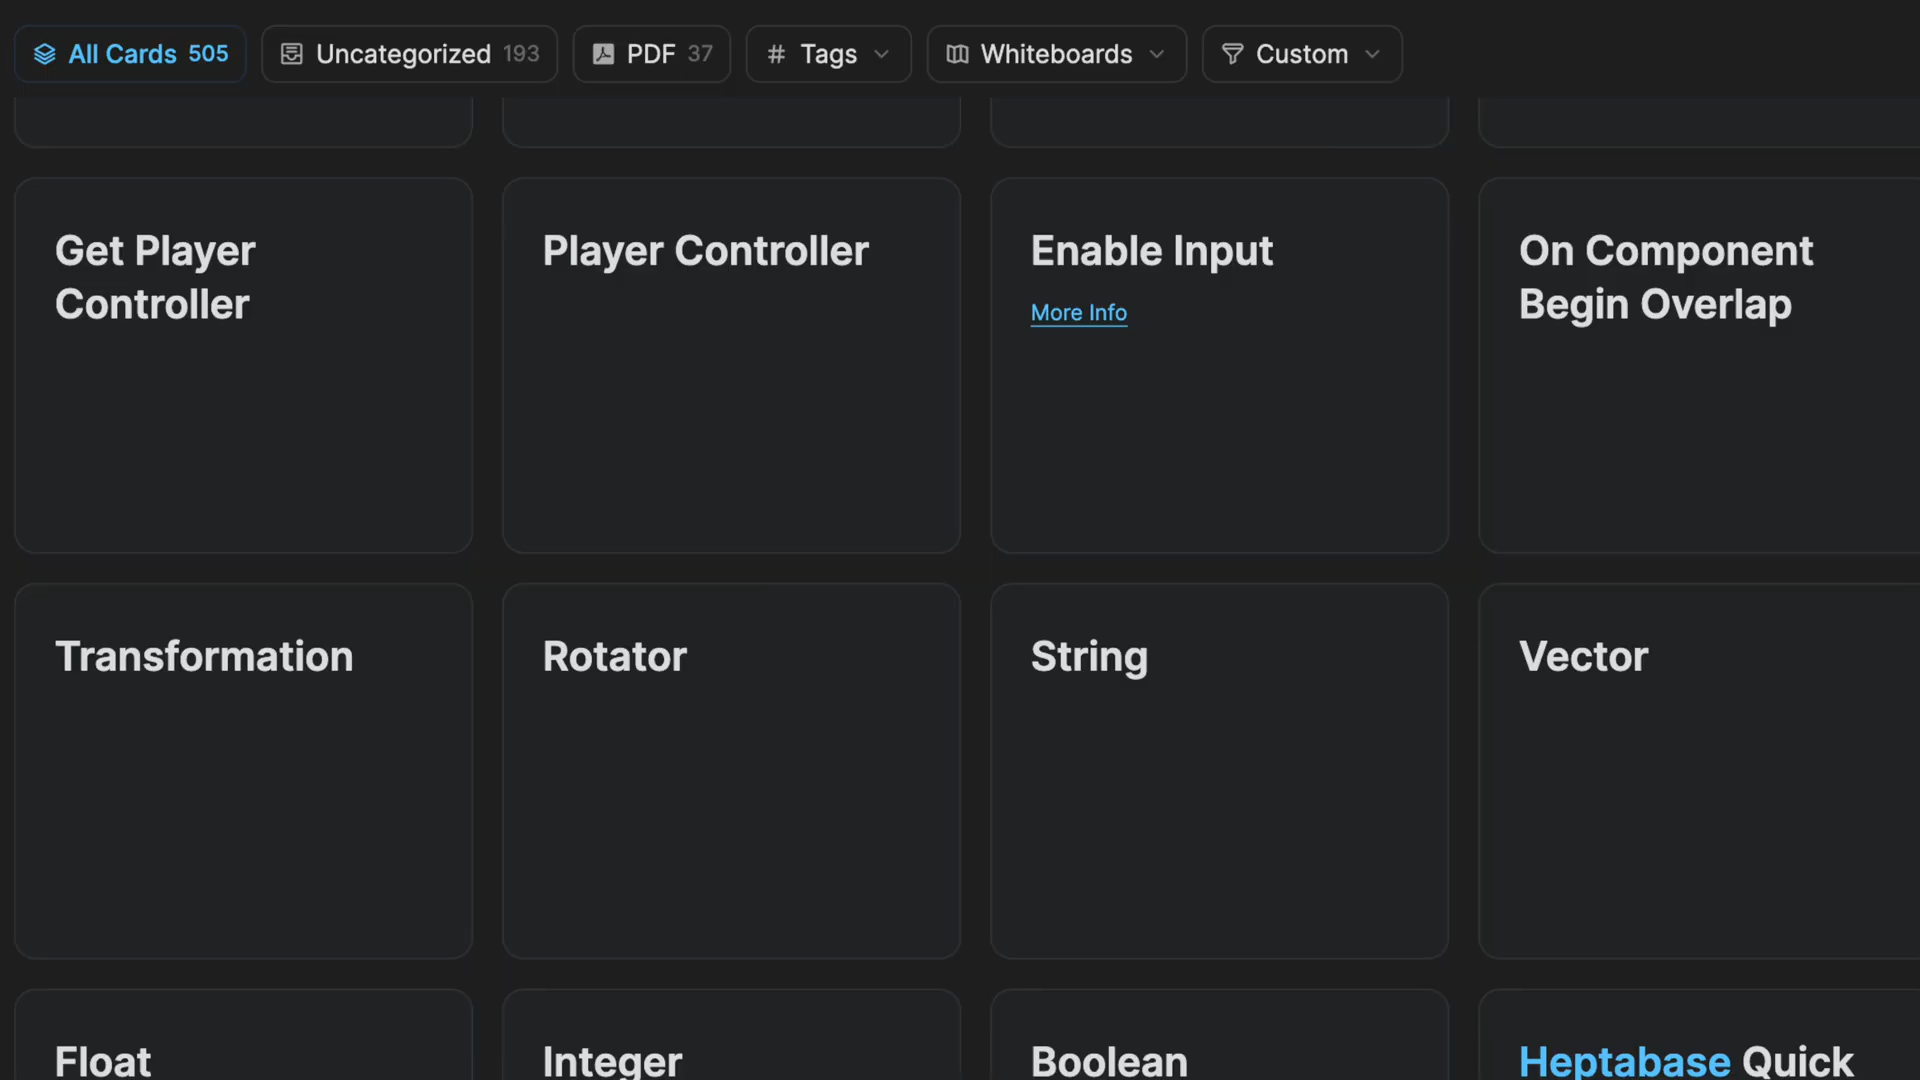 All Cards 505 Uncategorized 193 PDF 37 # Tags Whiteboards Custom
Get Player
Controller
Player Controller
Enable Input
More Info
On Component
Begin Overlap
Transformation
Rotator
String
Vector
Float
Integer
Boolean
Heptabase Quick